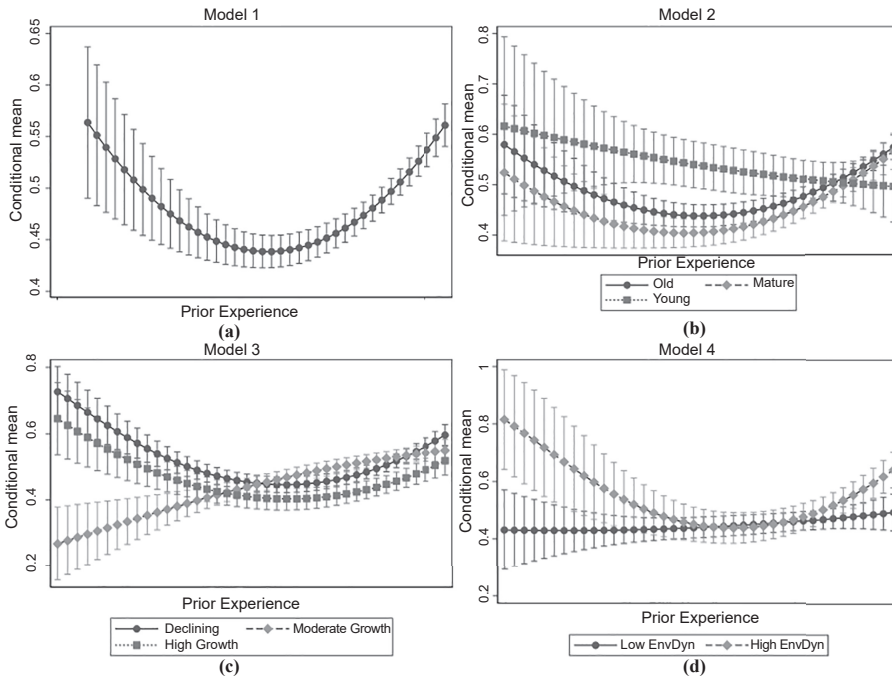 Model 1
Conditional mean
0.65
0.6
0.55
0.5
0.45
0.4
Prior Experience
(a)
Model 2
Conditional mean
0.8
0.7
0.6
0.5
0.4
Prior Experience
Old
Mature
Young
(b)
Model 3
Conditional mean
0.8
0.6
0.4
0.2
Prior Experience
Declining
Moderate Growth
High Growth
(c)
Model 4
Conditional mean
1
0.8
0.6
0.4
0.2
Prior Experience
Low EnvDyn
High EnvDyn
(d)